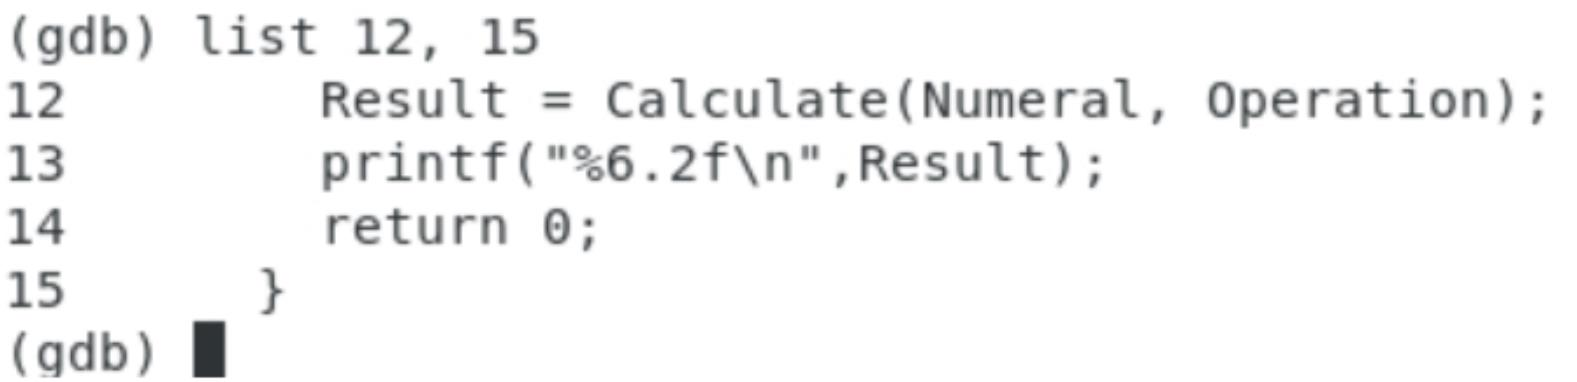 (gdb) list 12, 15
12        Result = Calculate(Numeral, Operation);
13        printf("%6.2f\n",Result);
14        return 0;
15      }
(gdb)